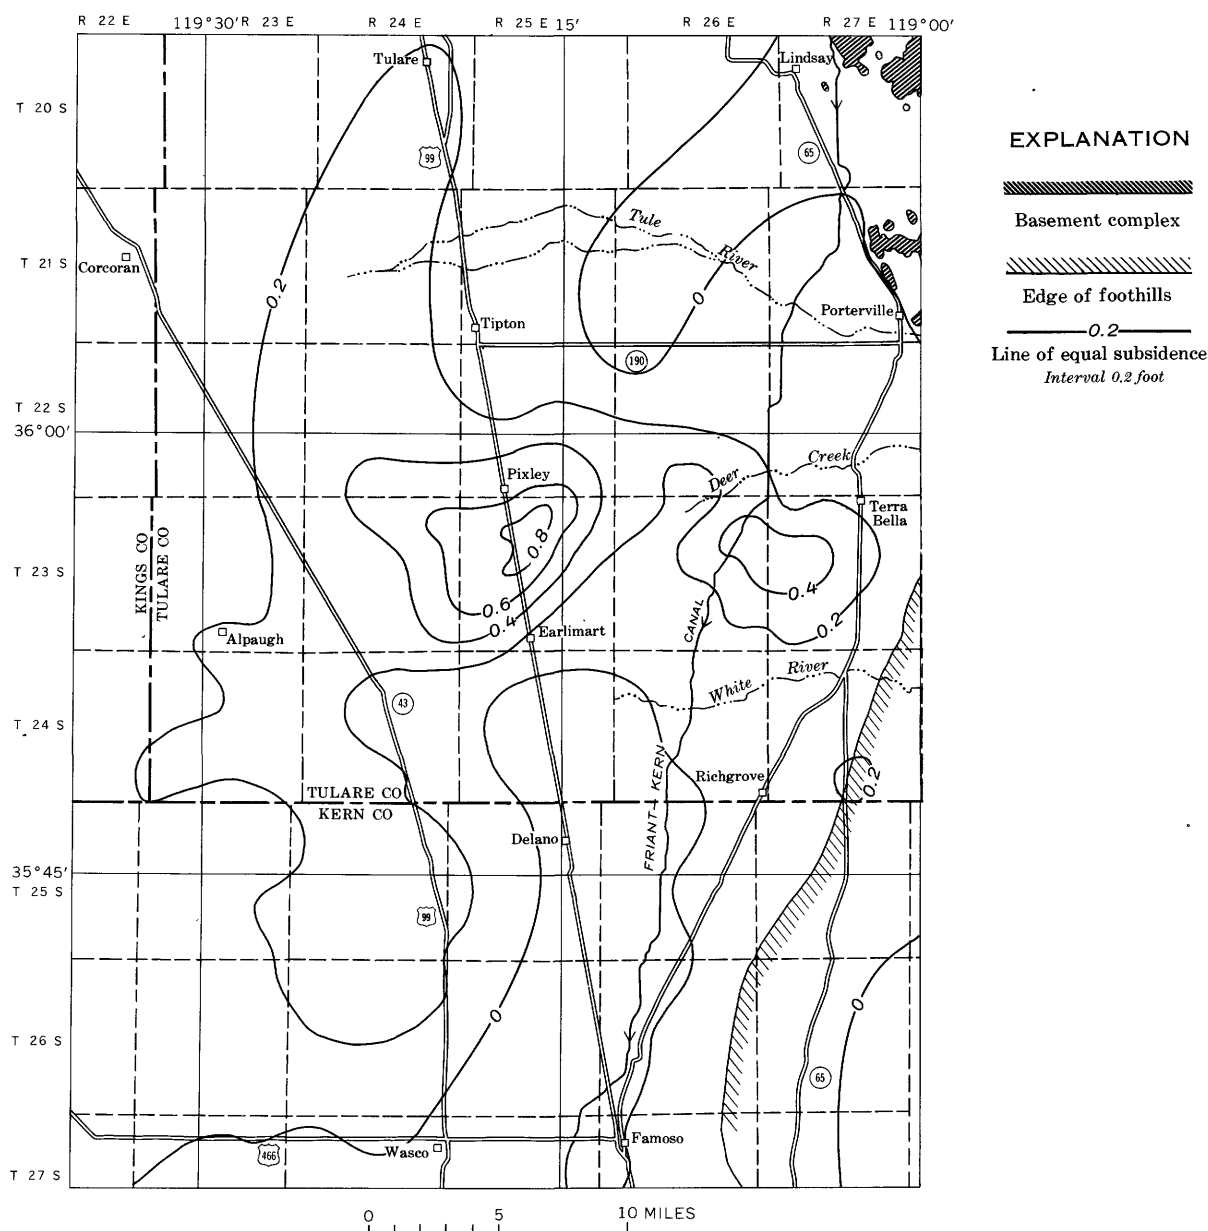 R 22 E 119°30′ R 23 E R 24 E R 25 E 15′ R 26 E R 27 E 119°00′
Tulare
Lindsay
T 20 S
99
65
EXPLANATION
Basement complex
Edge of foothills
0.2
Line of equal subsidence
Interval 0.2 foot
Tule
River
T 21 S
Corcoran
0.2
0
Porterville
Tipton
190
T 22 S
36°00′
Deer Creek
Pixley
Terra
Bella
0.8
KINGS CO
TULARE CO
T 23 S
0.6
0.4
0.4
0.2
CANAL
Alpaugh
Earlimart
White River
43
T 24 S
FRIANT-KERN
Richgrove
0.2
TULARE CO
KERN CO
Delano
35°45′
T 25 S
99
0
0
T 26 S
65
466
Wasco
Famoso
T 27 S
0 5 10 MILES